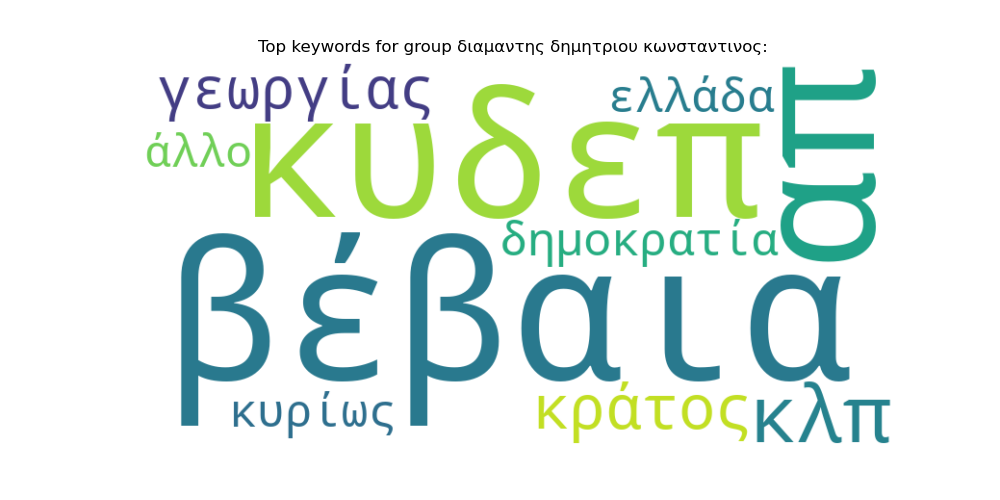 Top keywords for group διαμαντης δημητριου κωνσταντινος:
γεωργίας
ελλάδα
απ
άλλο
κυδεπ
δημοκρατία
βέβαια
κυρίως
κράτος
κλπ